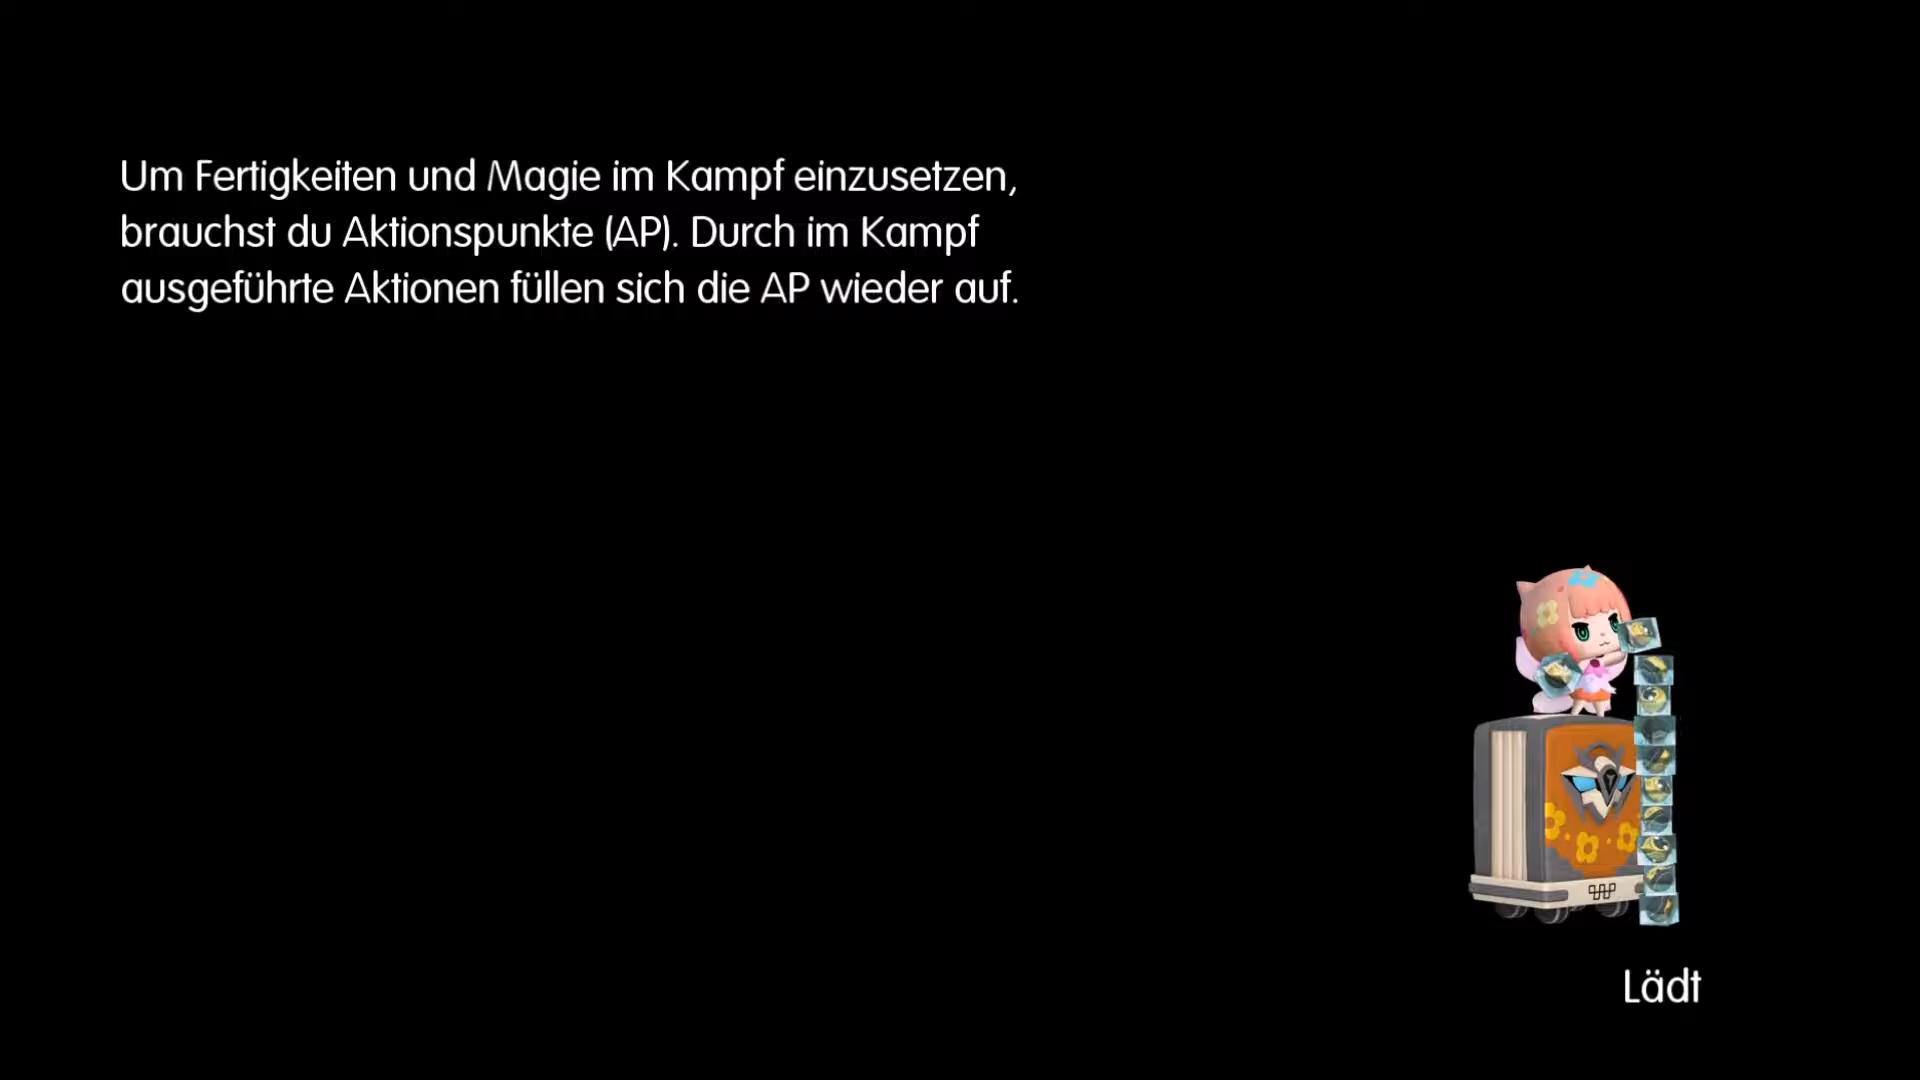 Um Fertigkeiten und Magie im Kampf einzusetzen,
brauchst du Aktionspunkte (AP). Durch im Kampf
ausgeführte Aktionen füllen sich die AP wieder auf.
Lädt